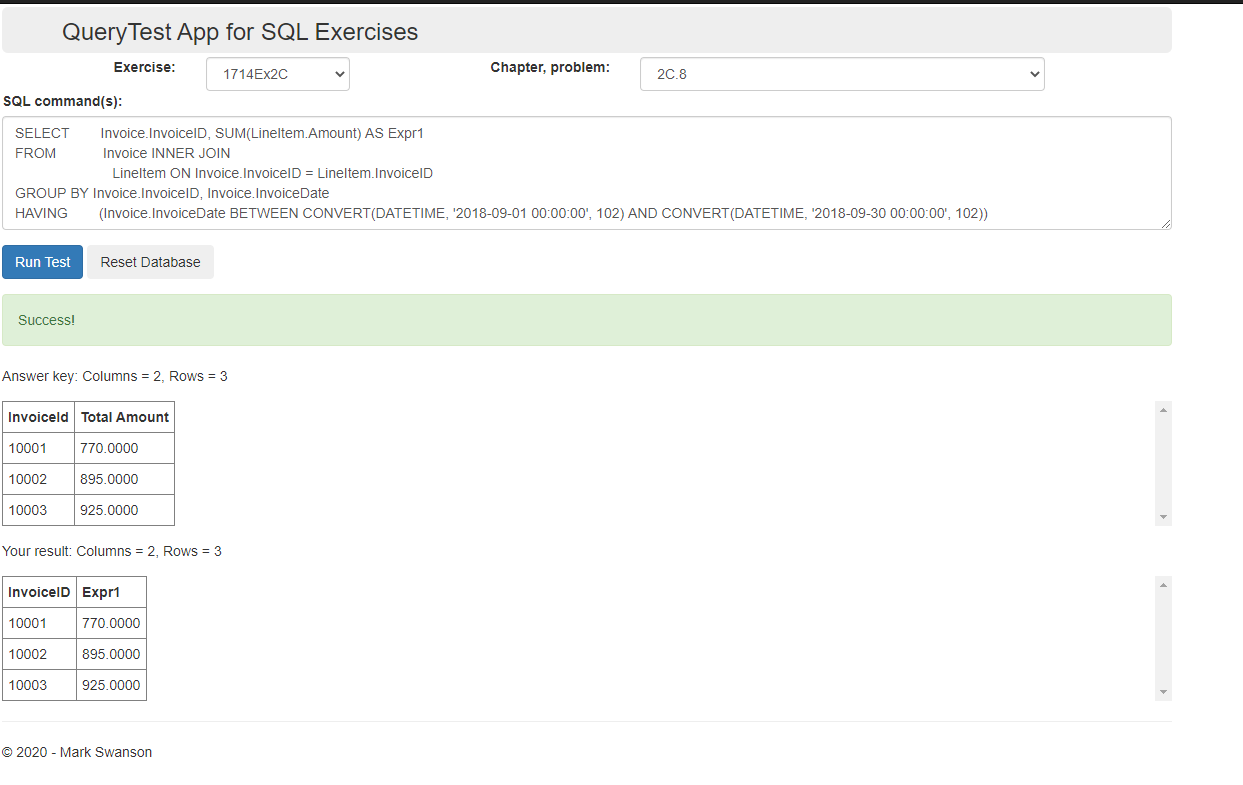 QueryTest App for SQL Exercises
Exercise: 1714Ex2C Chapter, problem: 2C.8
SQL command(s):
SELECT Invoice.InvoiceID, SUM(LineItem.Amount) AS Expr1
FROM Invoice INNER JOIN
LineItem ON Invoice.InvoiceID = LineItem.InvoiceID
GROUP BY Invoice.InvoiceID, Invoice.InvoiceDate
HAVING (Invoice.InvoiceDate BETWEEN CONVERT(DATETIME, '2018-09-01 00:00:00', 102) AND CONVERT(DATETIME, '2018-09-30 00:00:00', 102))
Run Test Reset Database
Success!
Answer key: Columns = 2, Rows = 3
InvoiceId Total Amount
10001 770.0000
10002 895.0000
10003 925.0000
Your result: Columns = 2, Rows = 3
InvoiceID Expr1
10001 770.0000
10002 895.0000
10003 925.0000
© 2020 - Mark Swanson